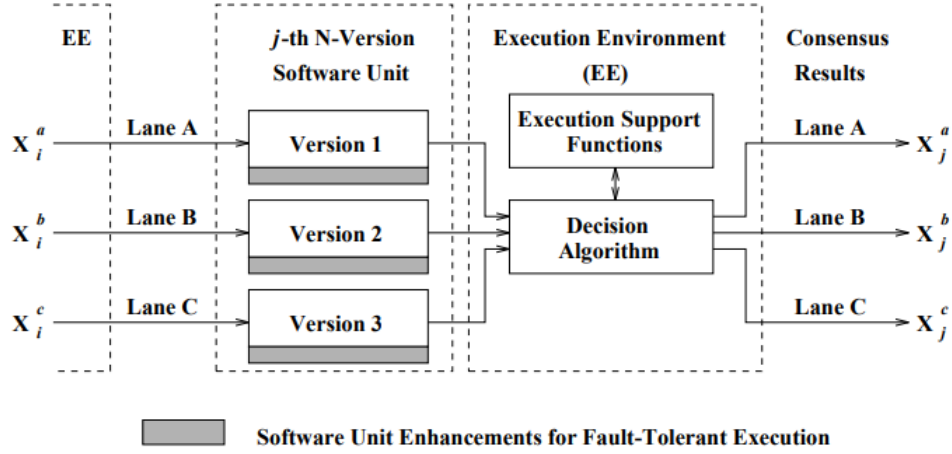 EE
j-th N-Version
Software Unit
Execution Environment
(EE)
Consensus
Results
X_i^a
Lane A
Version 1
Execution Support
Functions
Lane A
X_j^a
X_i^b
Lane B
Version 2
Decision
Algorithm
Lane B
X_j^b
X_i^c
Lane C
Version 3
Lane C
X_j^c
Software Unit Enhancements for Fault-Tolerant Execution